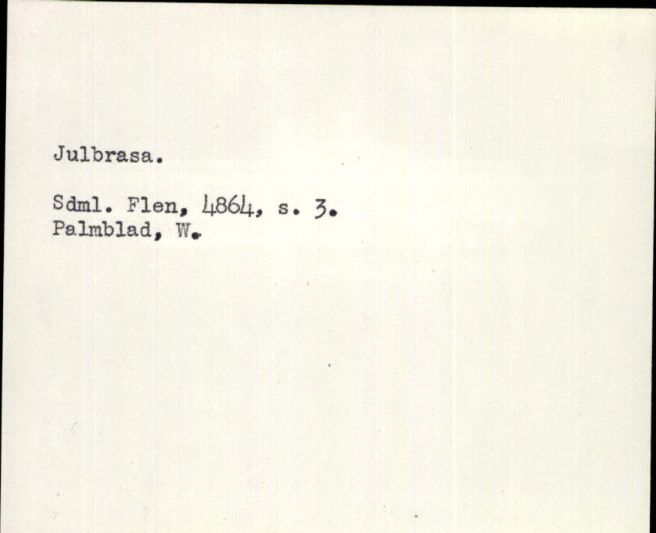 Julbrasa.
Sdml. Flen, 4864, s. 3.
Palmblad, W.